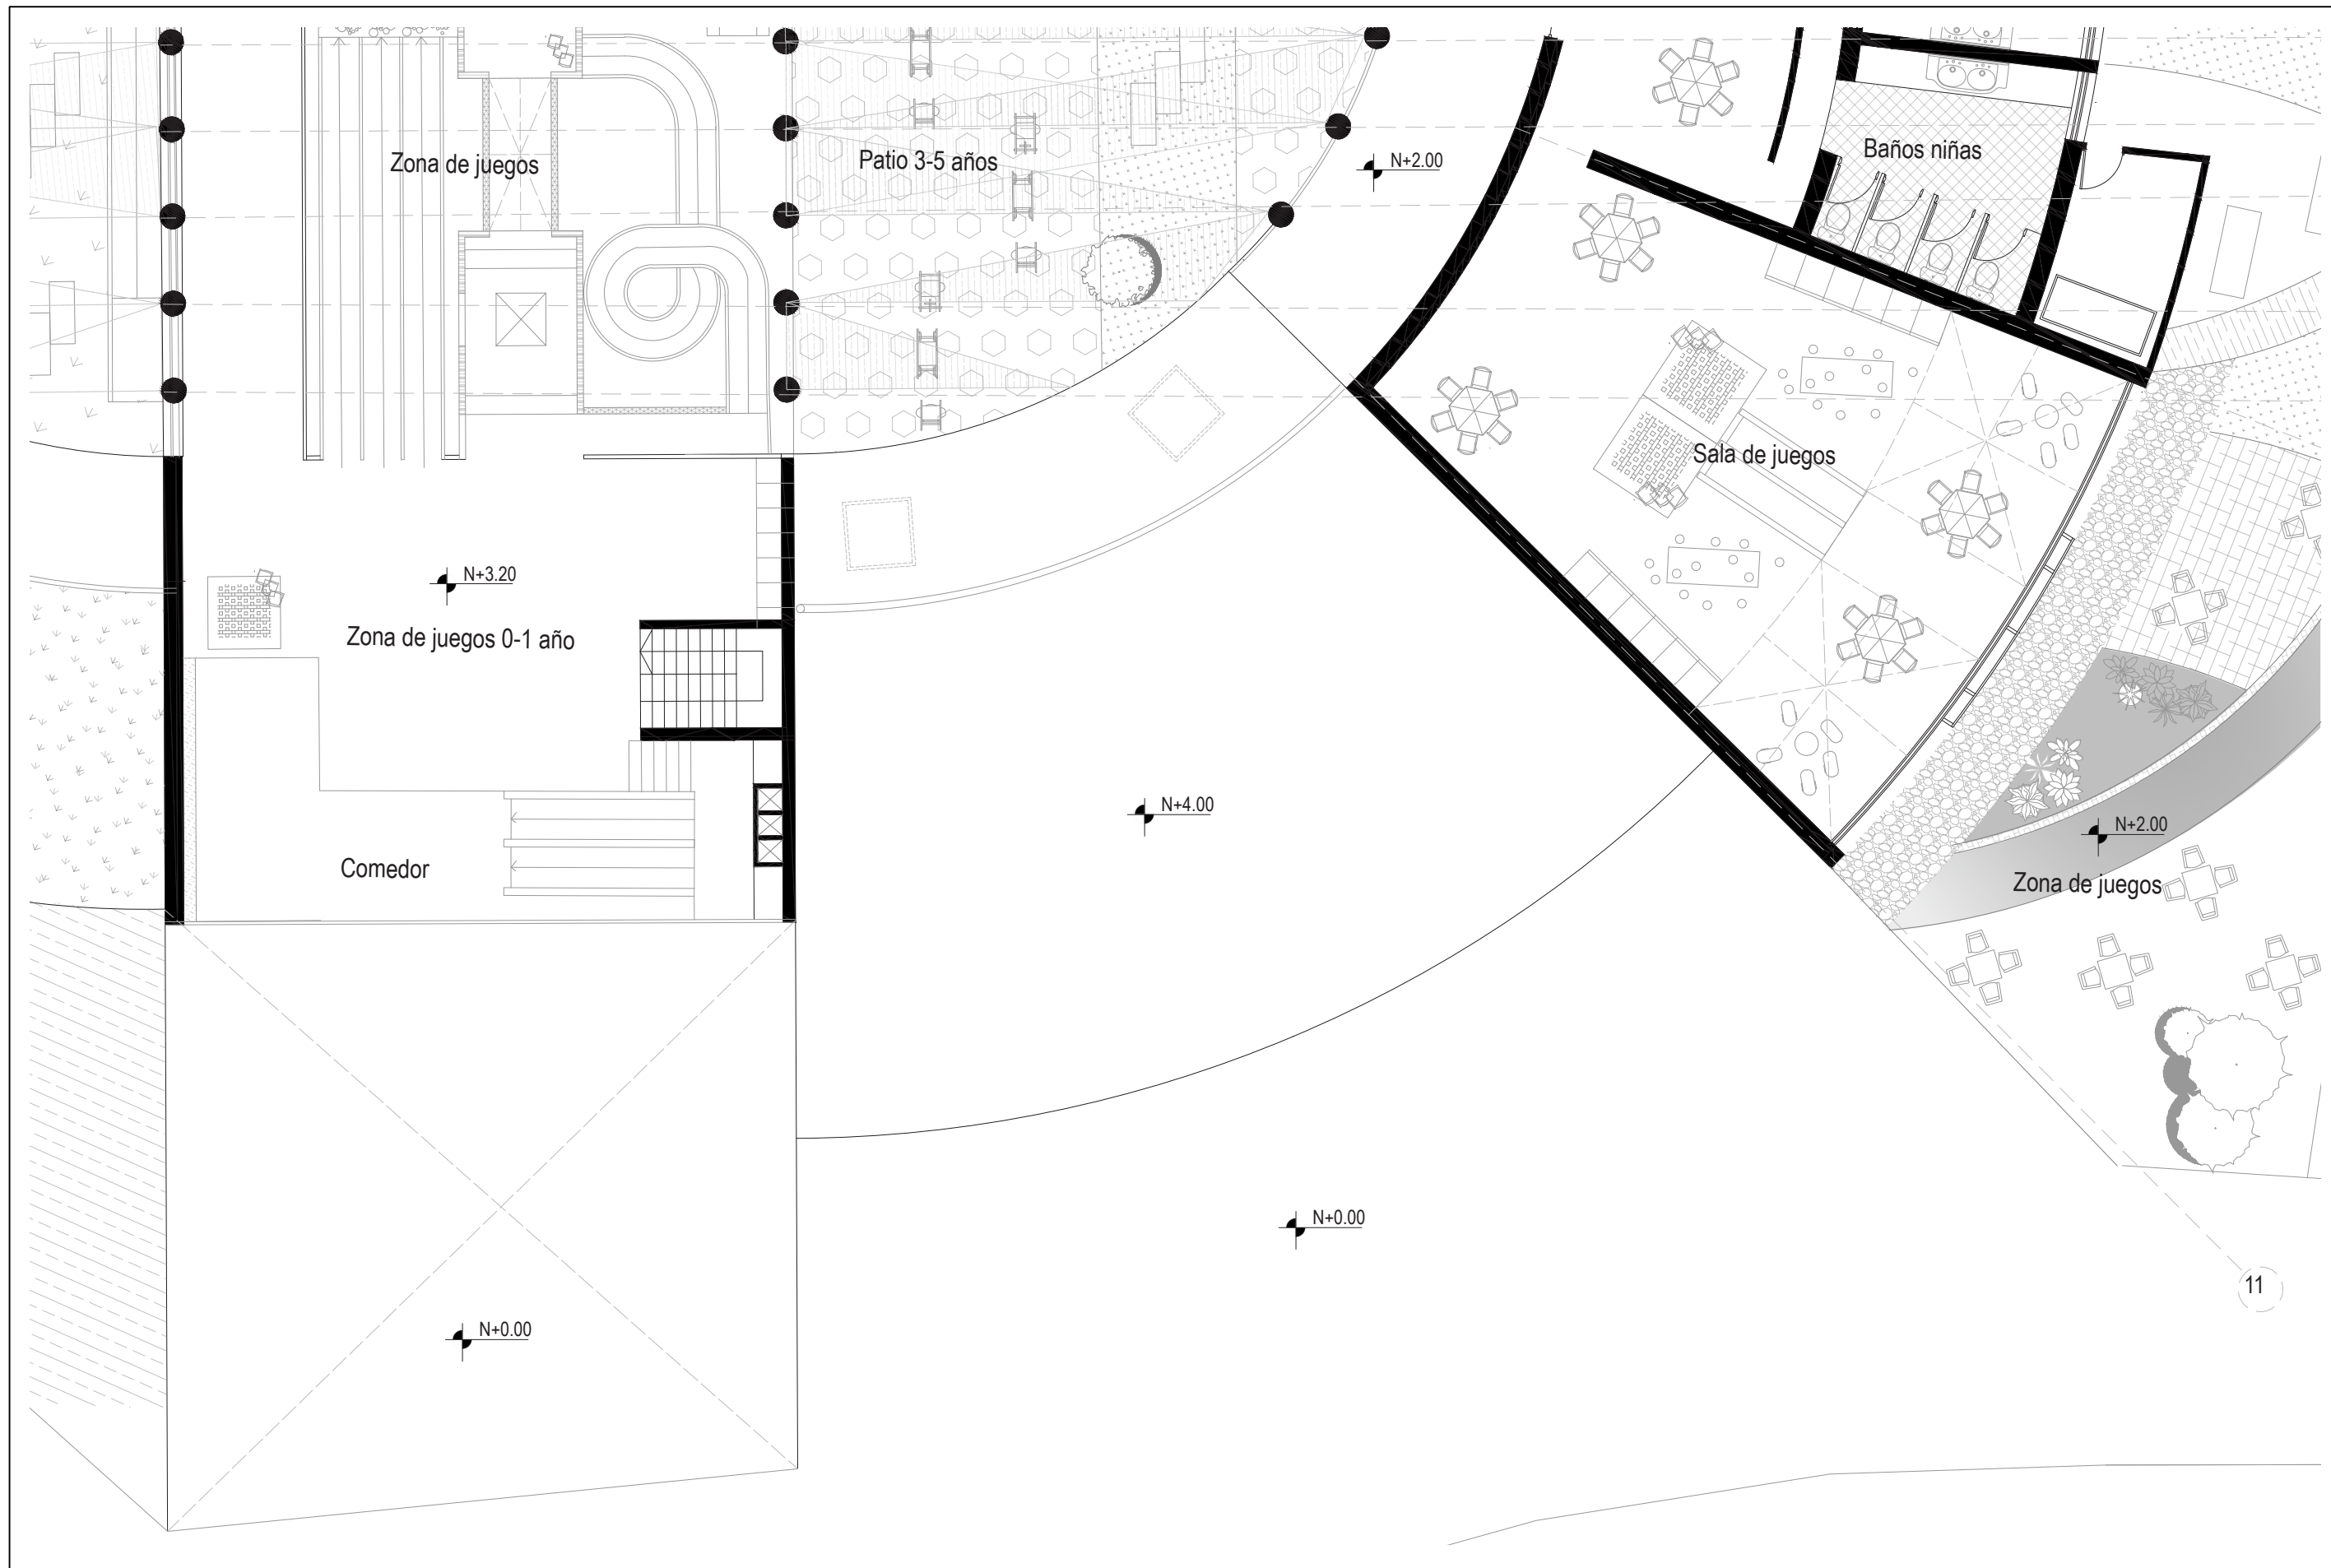 Zona de juegos
Patio 3-5 años
N+2.00
Baños niñas
Sala de juegos
N+3.20
Zona de juegos 0-1 año
N+4.00
N+2.00
Comedor
Zona de juegos
N+0.00
11
N+0.00